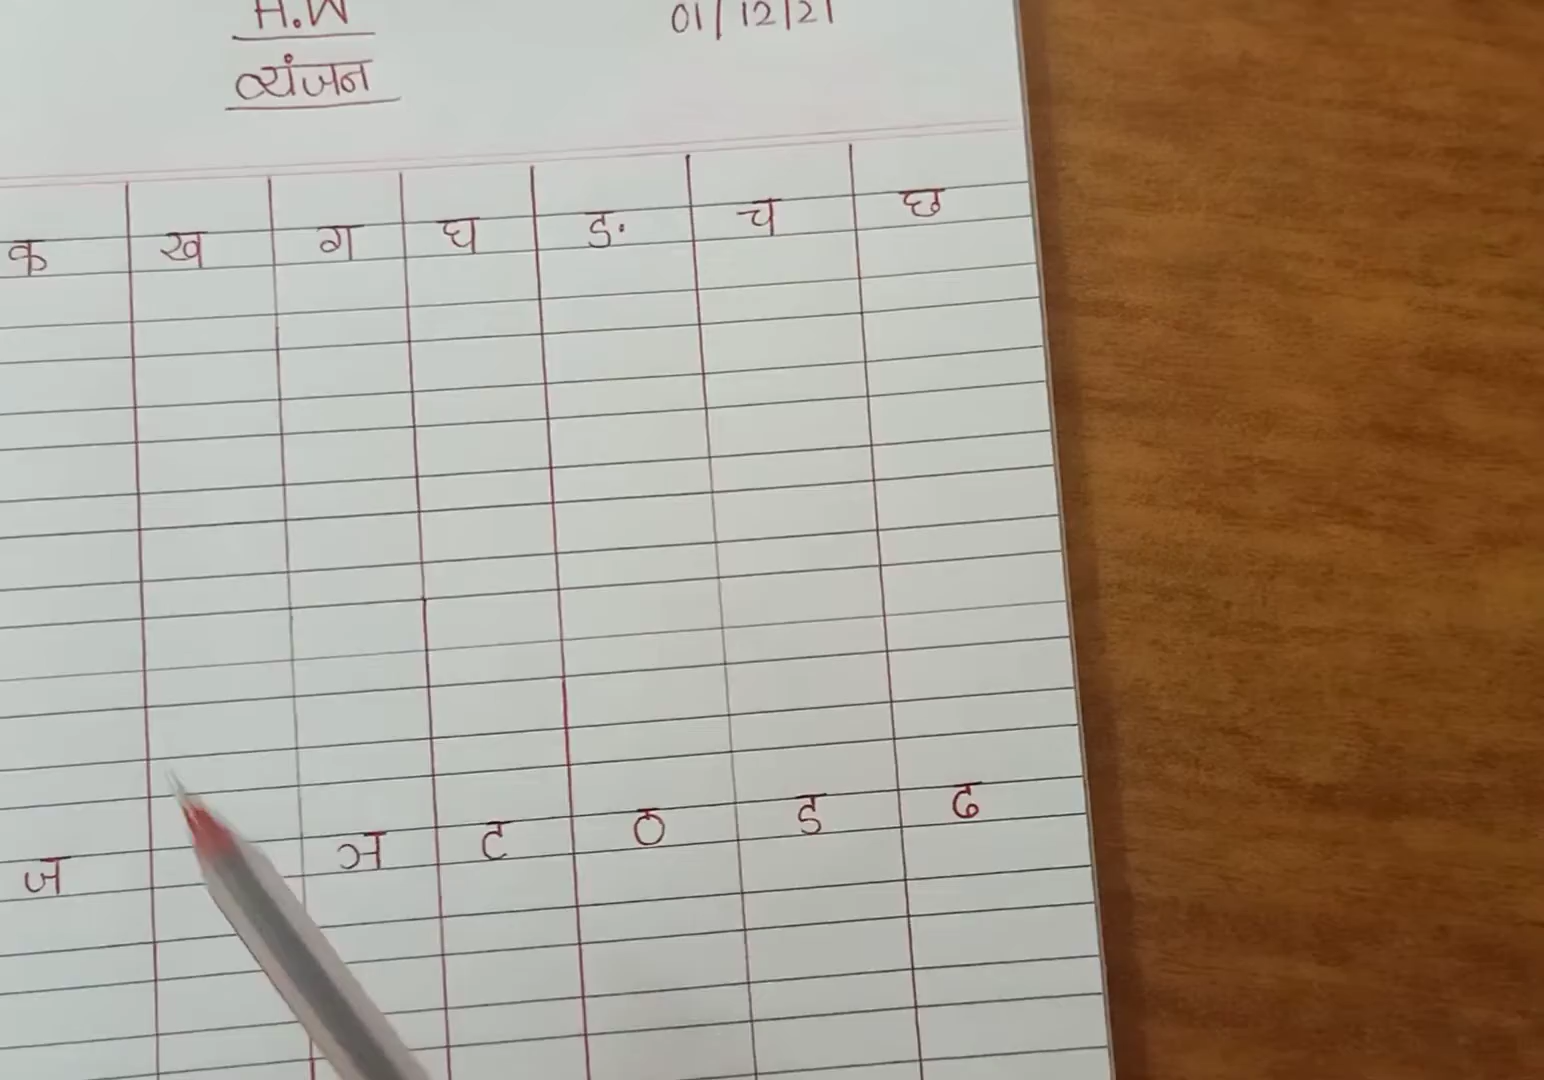 H.W 01/12/21
व्यंजन
क ख ग घ ङ च छ
ज ञ ट ठ ड ढ